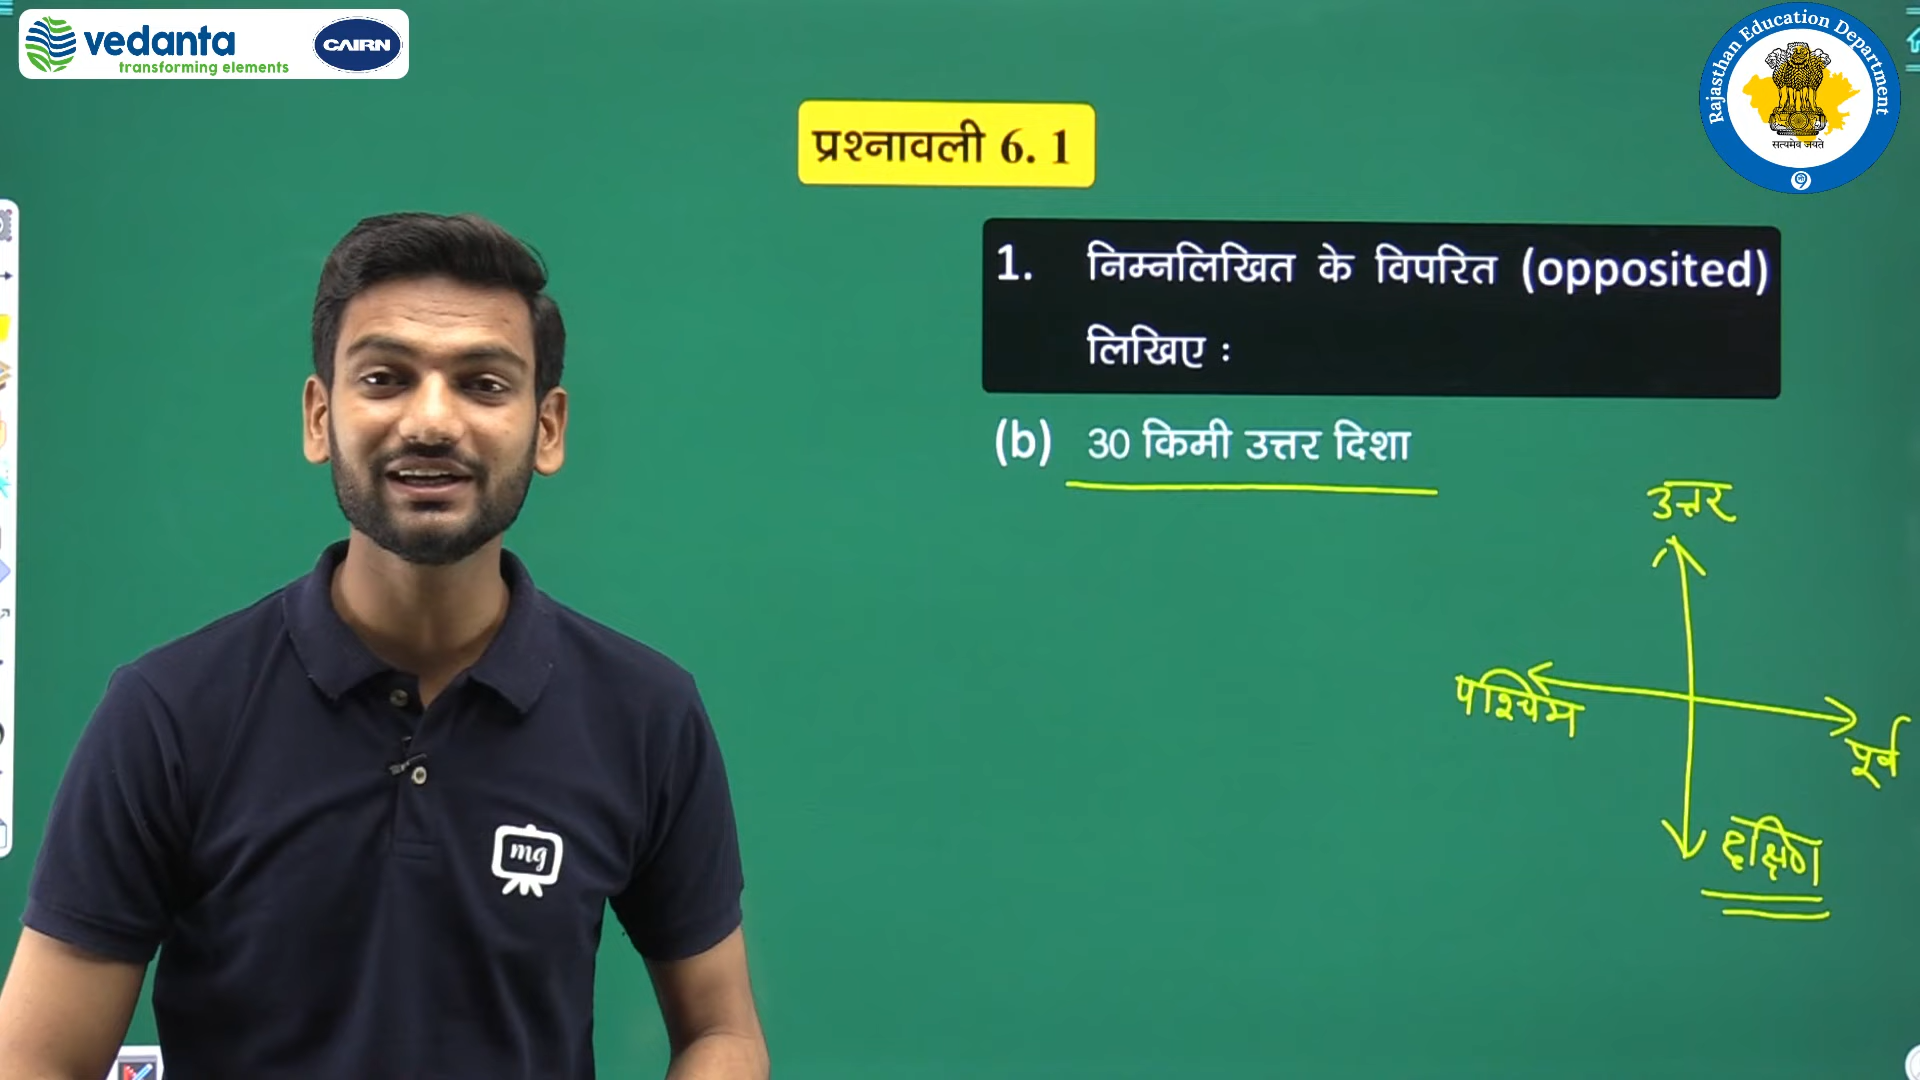 vedanta
transforming elements
CAIRN
Rajasthan Education Department
सत्यमेव जयते
प्रश्नावली 6. 1
1. निम्नलिखित के विपरित (opposited)
लिखिए :
(b) 30 किमी उत्तर दिशा
उत्तर
पश्चिम
पूर्व
दक्षिण
mg